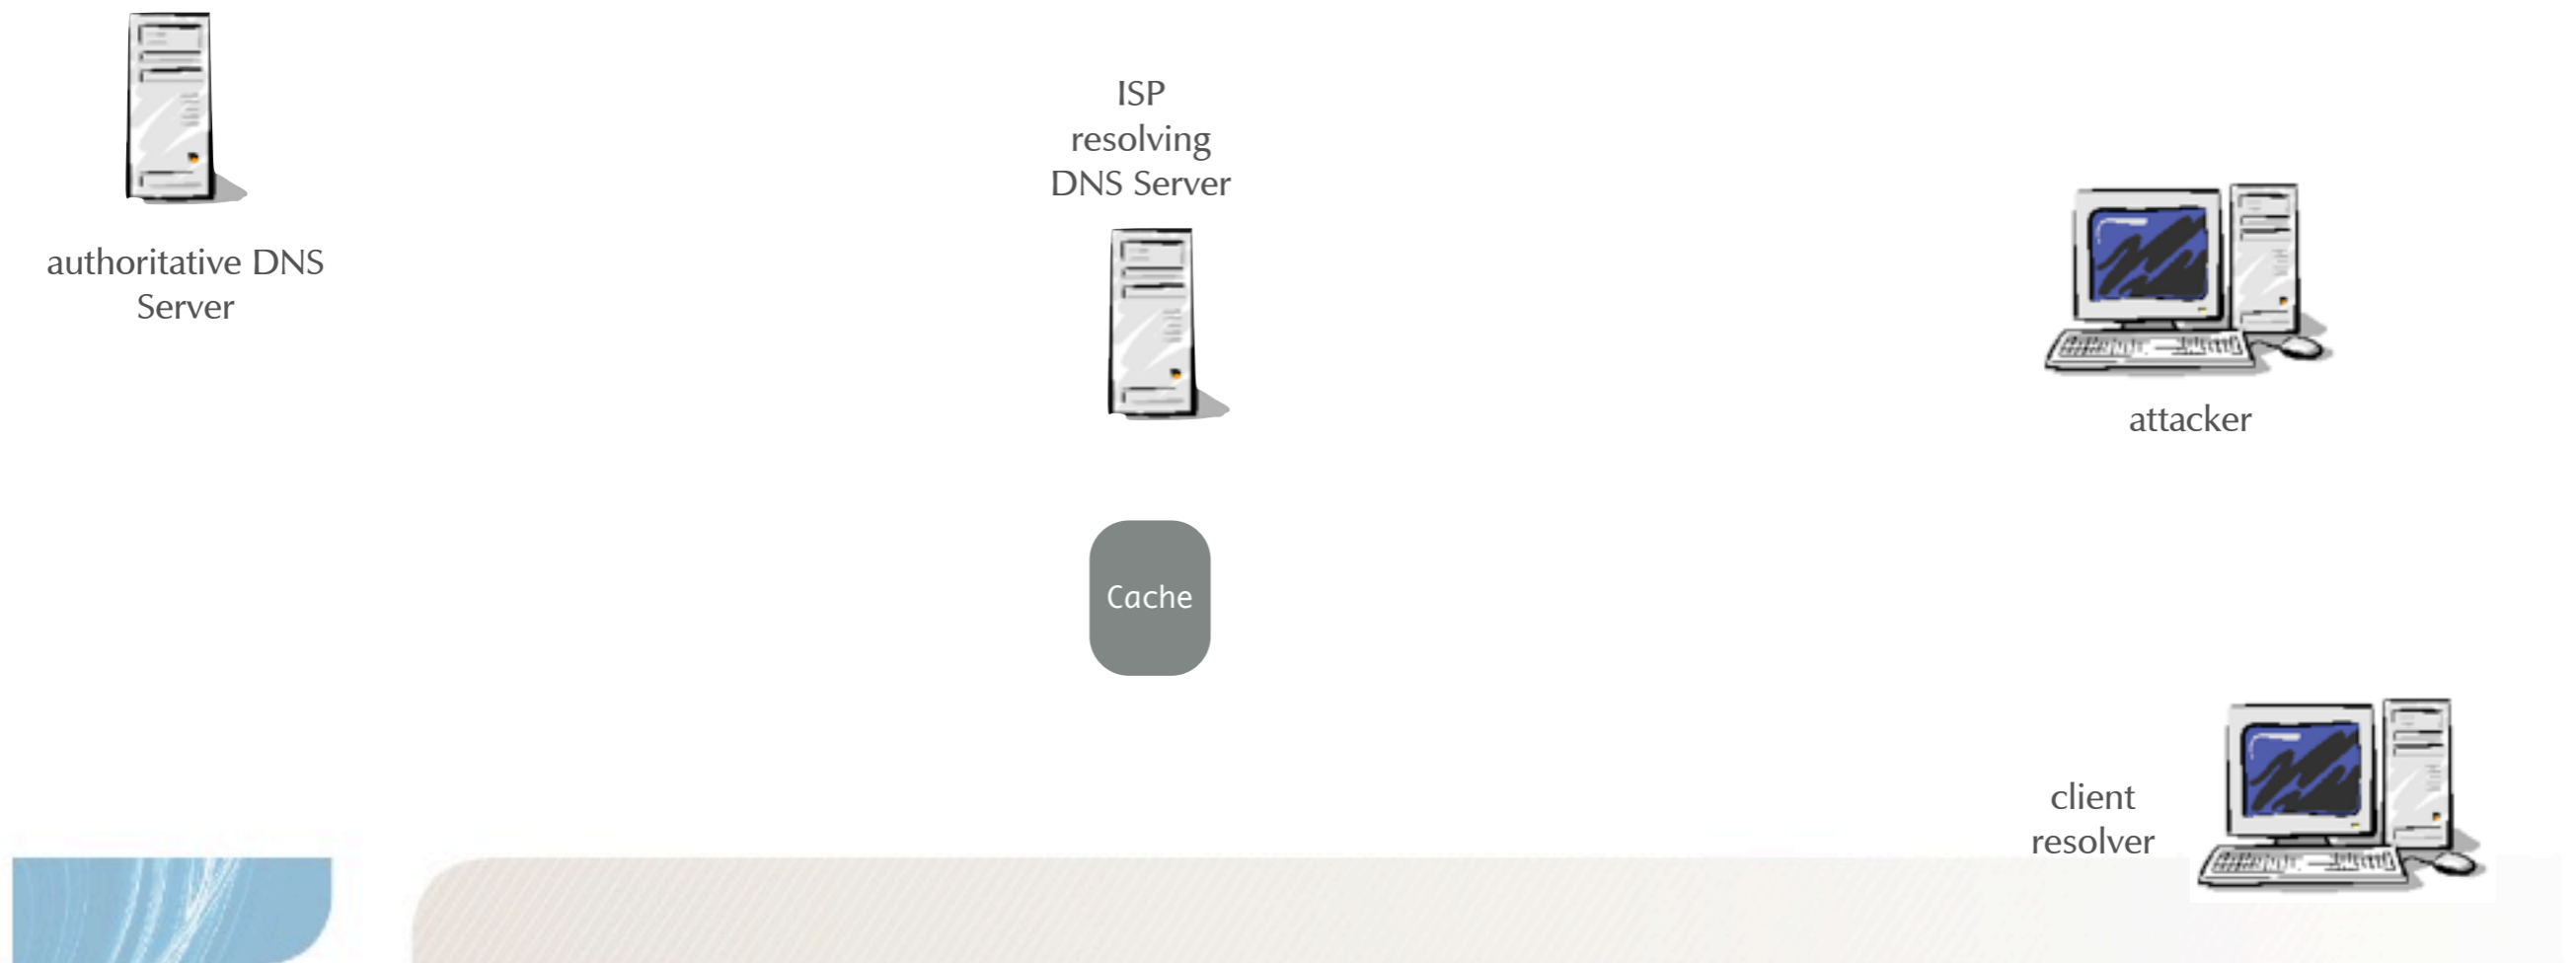 authoritative DNS
Server
ISP
resolving
DNS Server
Cache
attacker
client
resolver